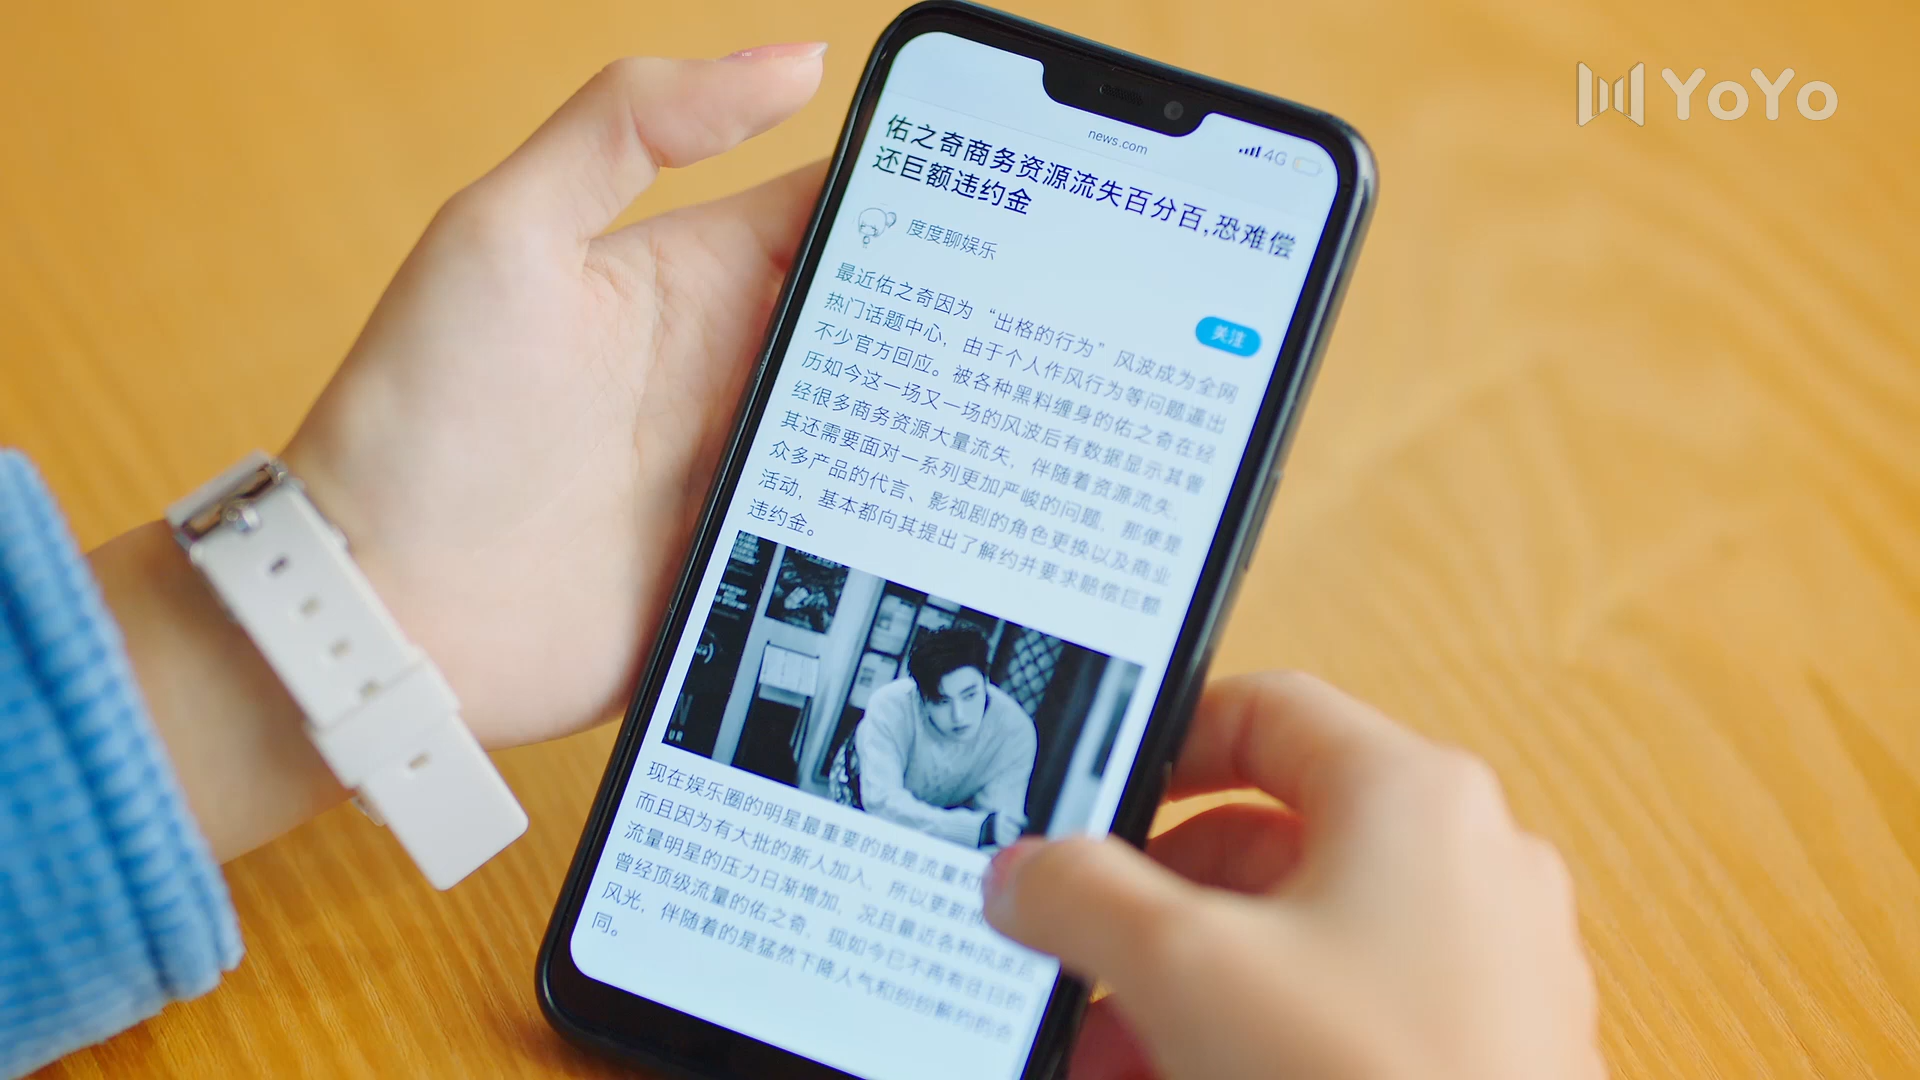 YoYo
news.com
4G
佑之奇商务资源流失百分百,恐难偿
还巨额违约金
度度聊娱乐
关注
最近佑之奇因为“出格的行为”风波成为全网
热门话题中心，由于个人作风行为等问题逼出
不少官方回应。被各种黑料缠身的佑之奇在经
历如今这一场又一场的风波后有数据显示其曾
经很多商务资源大量流失，伴随着资源流失，
其还需要面对一系列更加严峻的问题，那便是
众多产品的代言、影视剧的角色更换以及商业
活动，基本都向其提出了解约并要求赔偿巨额
违约金。
现在娱乐圈的明星最重要的就是流量和
而且因为有大批的新人加入，所以更新换
流量明星的压力日渐增加，况且最近各种风波后
曾经顶级流量的佑之奇，现如今已不再有往日的
风光，伴随着的是猛然下降人气和纷纷解约的合
同。